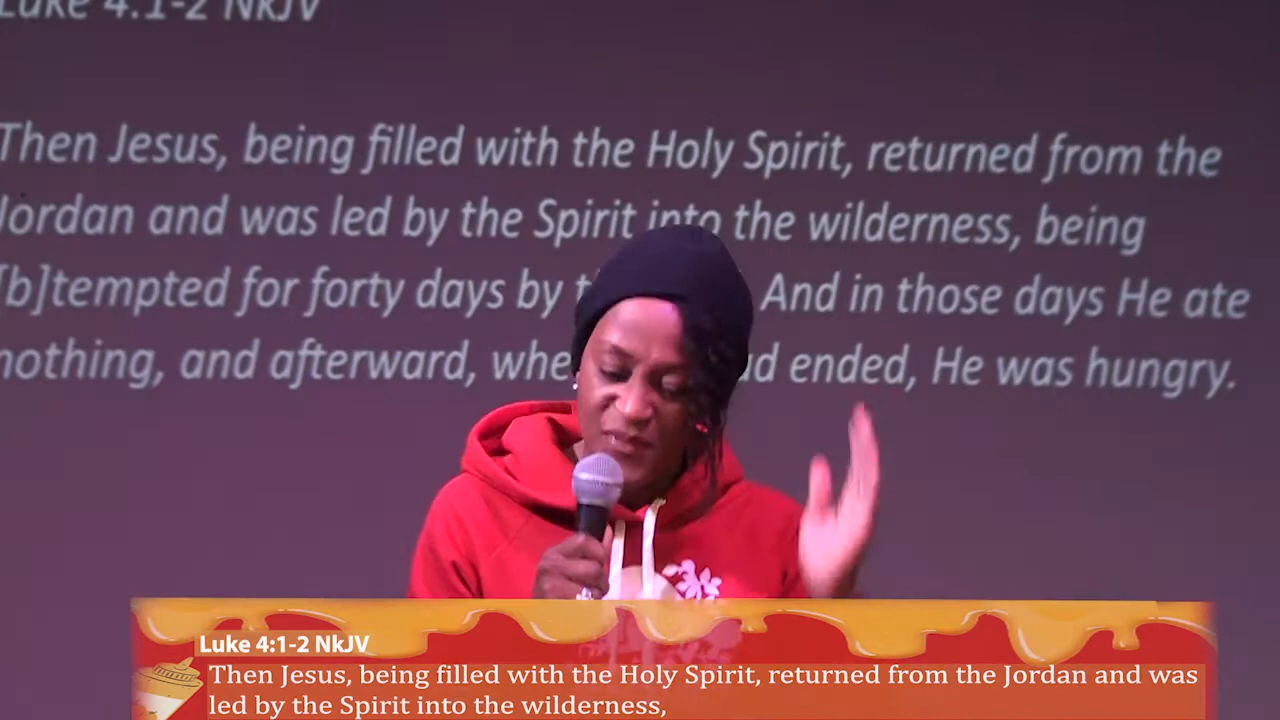 Luke 4:1-2 NkJV
Then Jesus, being filled with the Holy Spirit, returned from the
Jordan and was led by the Spirit into the wilderness, being
[b]tempted for forty days by And in those days He ate
nothing, and afterward, ended, He was hungry.
Luke 4:1-2 NkJV
Then Jesus, being filled with the Holy Spirit, returned from the Jordan and was
led by the Spirit into the wilderness,